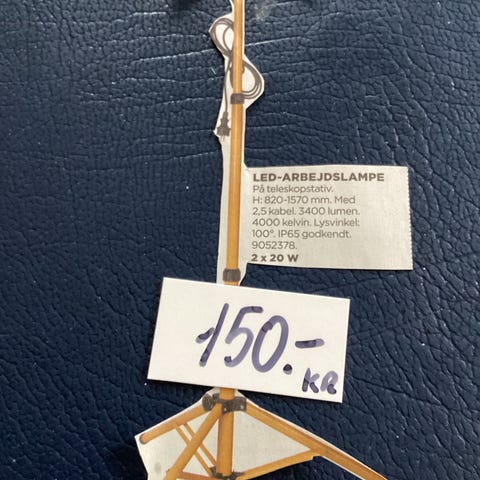 LED-ARBEJDSLAMPE
På teleskopstativ.
H: 820-1570 mm. Med
2,5 kabel. 3400 lumen.
4000 kelvin. Lysvinkel:
100°. IP65 godkendt.
9052378.
2 x 20 W
150.-
KR